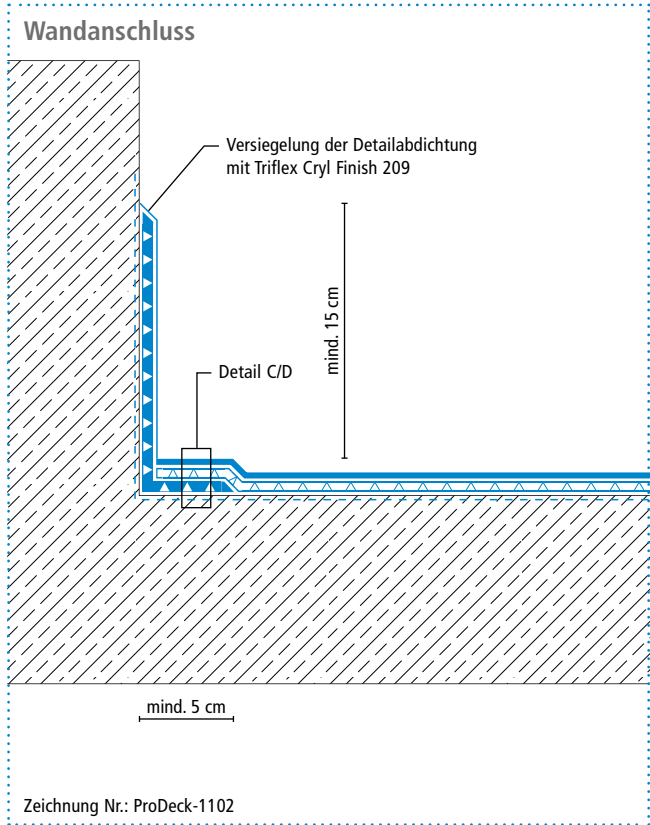 Wandanschluss
Versiegelung der Detailabdichtung
mit Triflex Cryl Finish 209
mind. 15 cm
Detail C/D
mind. 5 cm
Zeichnung Nr.: ProDeck-1102